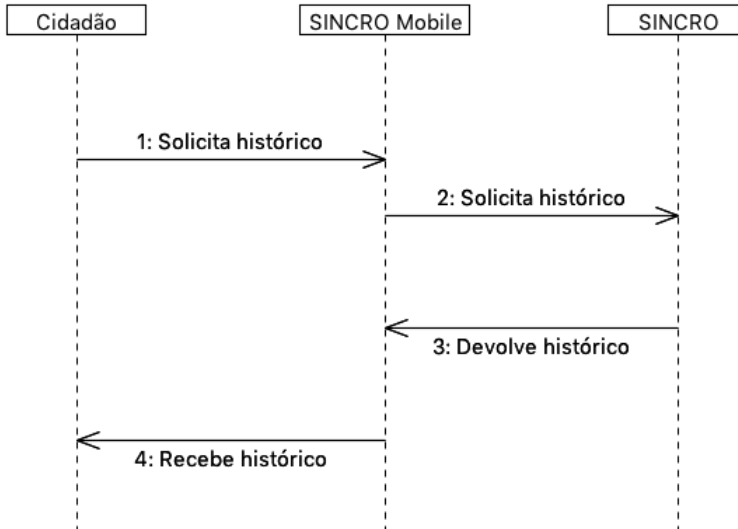 Cidadão
SINCRO Mobile
SINCRO
1: Solicita histórico
2: Solicita histórico
3: Devolve histórico
4: Recebe histórico